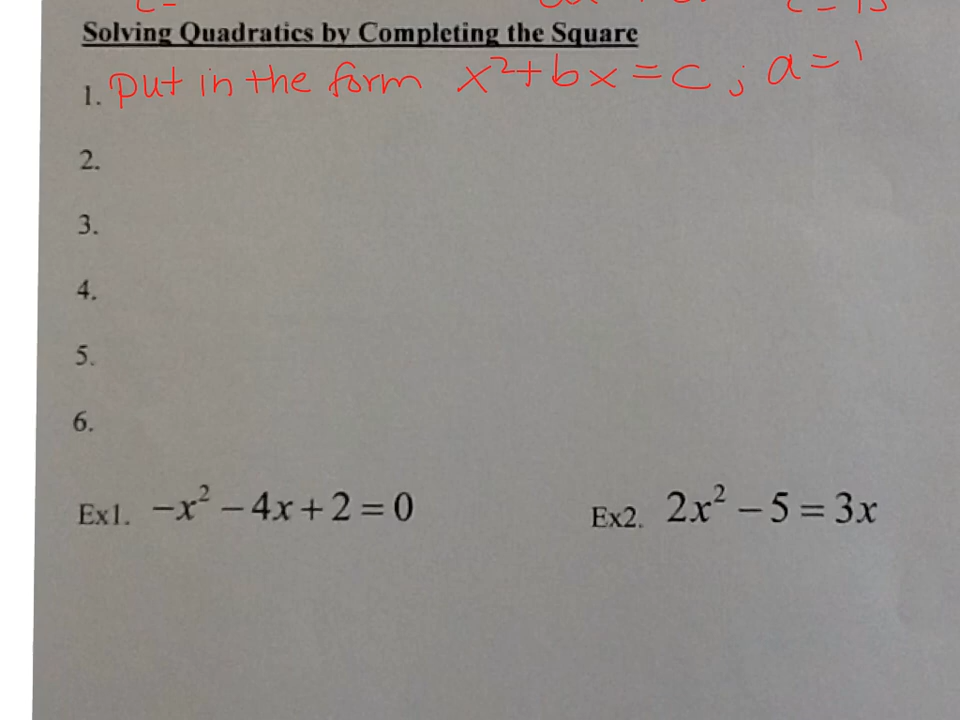 Solving Quadratics by Completing the Square
1. put in the form x²+bx=c; a=1
2.
3.
4.
5.
6.
Ex1. −x² − 4x + 2 = 0
Ex2. 2x² − 5 = 3x